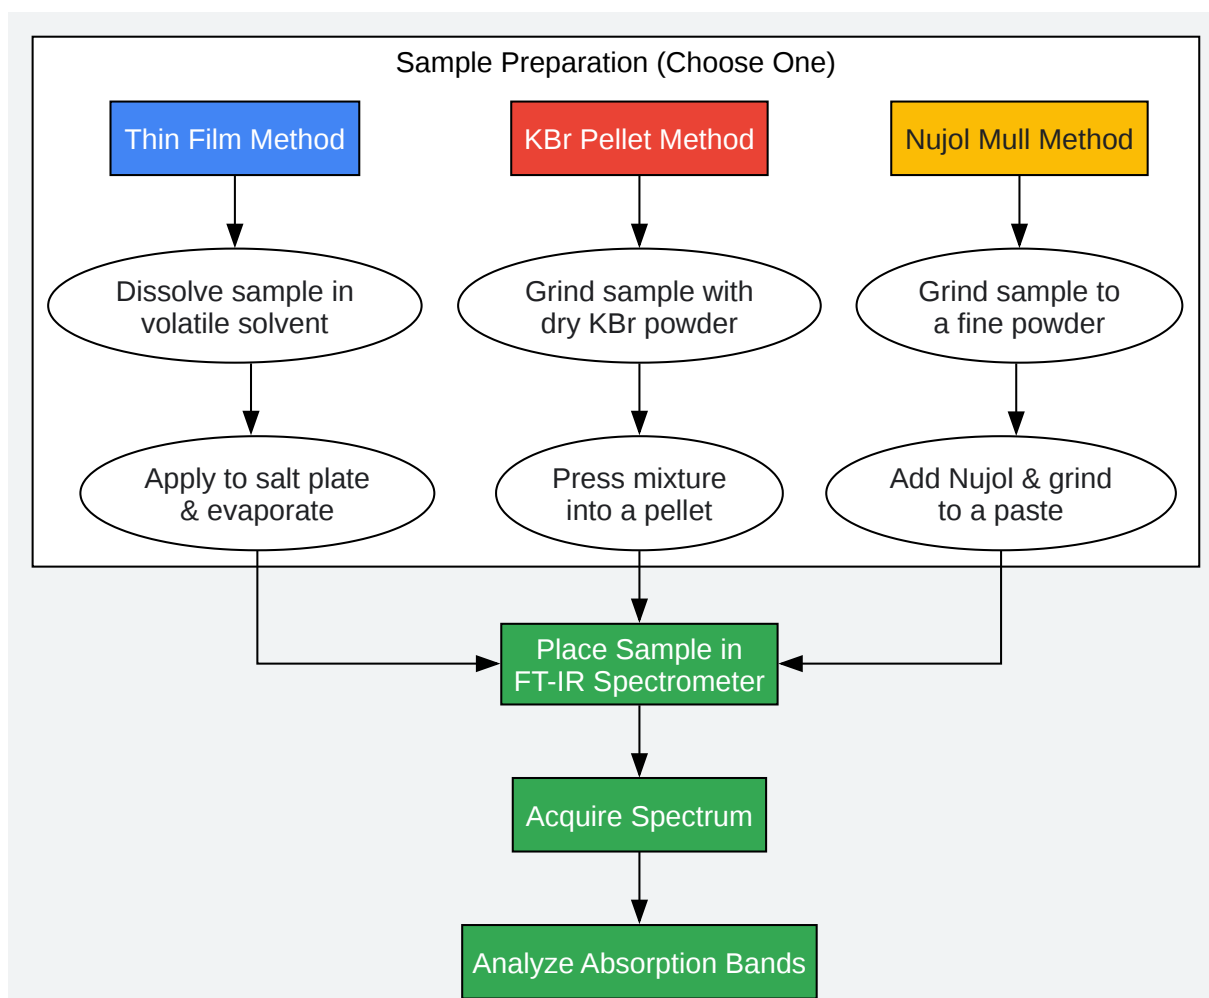 Sample Preparation (Choose One)
Thin Film Method
KBr Pellet Method
Nujol Mull Method
Dissolve sample in
volatile solvent
Grind sample with
dry KBr powder
Grind sample to
a fine powder
Apply to salt plate
& evaporate
Press mixture
into a pellet
Add Nujol & grind
to a paste
Place Sample in
FT-IR Spectrometer
Acquire Spectrum
Analyze Absorption Bands